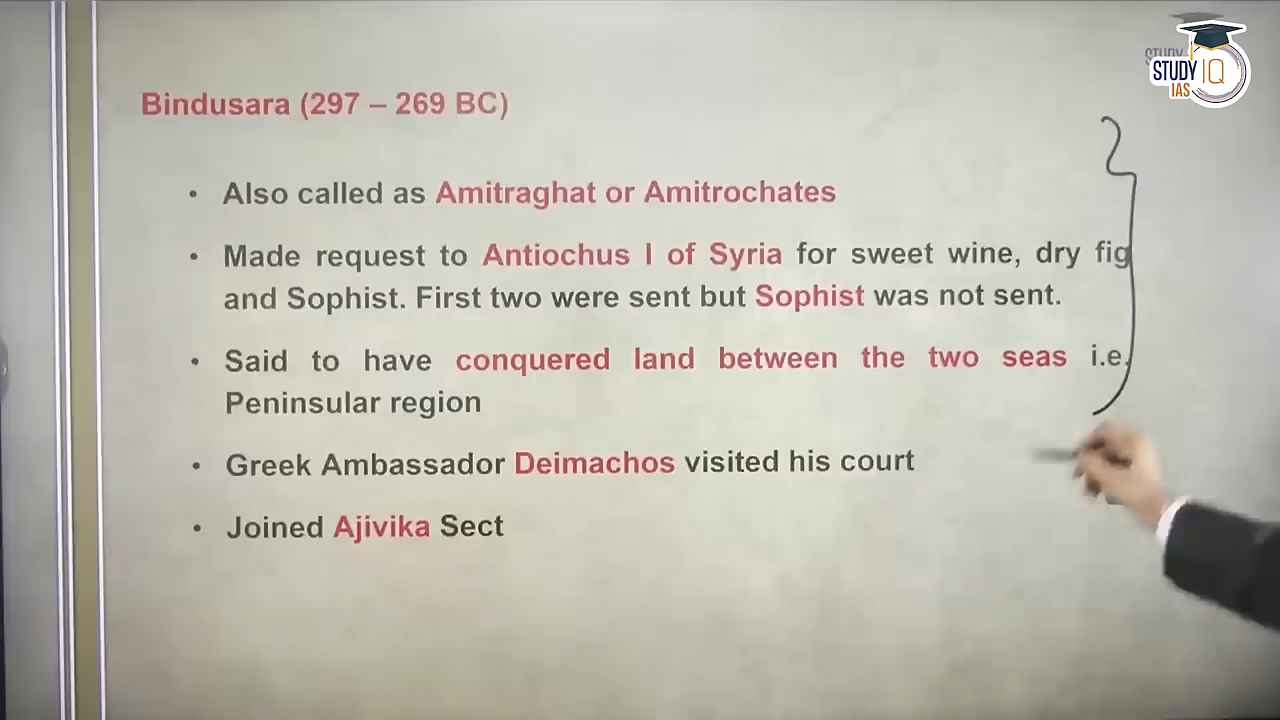 STUDY
STUDY IQ
IAS
Bindusara (297 – 269 BC)
• Also called as Amitraghat or Amitrochates
• Made request to Antiochus I of Syria for sweet wine, dry fig
and Sophist. First two were sent but Sophist was not sent.
• Said to have conquered land between the two seas i.e.
Peninsular region
• Greek Ambassador Deimachos visited his court
• Joined Ajivika Sect